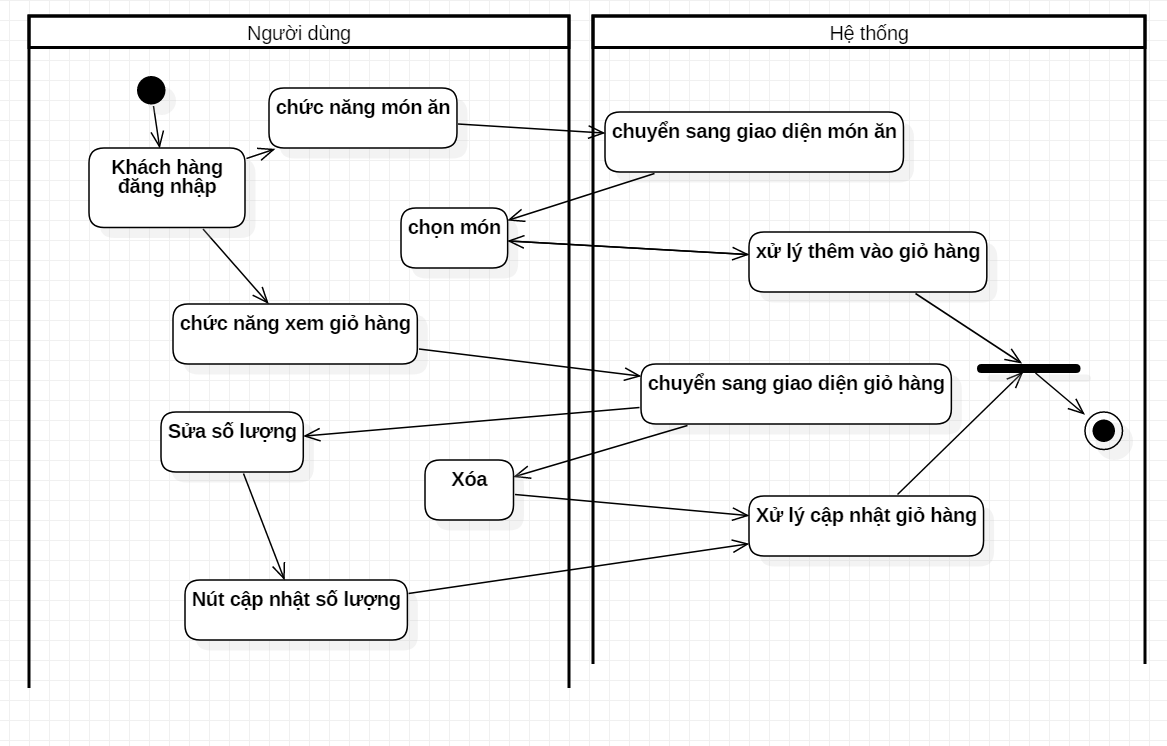 Người dùng
Hệ thống
chức năng món ăn
chuyển sang giao diện món ăn
Khách hàng
đăng nhập
chọn món
xử lý thêm vào giỏ hàng
chức năng xem giỏ hàng
chuyển sang giao diện giỏ hàng
Sửa số lượng
Xóa
Xử lý cập nhật giỏ hàng
Nút cập nhật số lượng